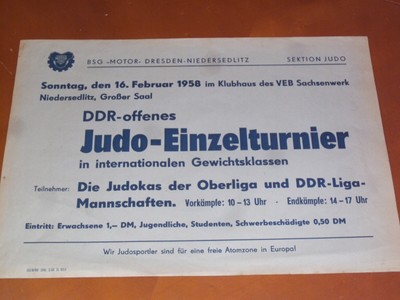 BSG »MOTOR« DRESDEN-NIEDERSEDLITZ SEKTION JUDO
Sonntag, den 16. Februar 1958 im Klubhaus des VEB Sachsenwerk
Niedersedlitz, Großer Saal
DDR-offenes
Judo-Einzelturnier
in internationalen Gewichtsklassen
Teilnehmer: Die Judokas der Oberliga und DDR-Liga-
Mannschaften. Vorkämpfe: 10 – 13 Uhr · Endkämpfe: 14 – 17 Uhr
Eintritt: Erwachsene 1,– DM, Jugendliche, Studenten, Schwerbeschädigte 0,50 DM
Wir Judosportler sind für eine freie Atomzone in Europa!